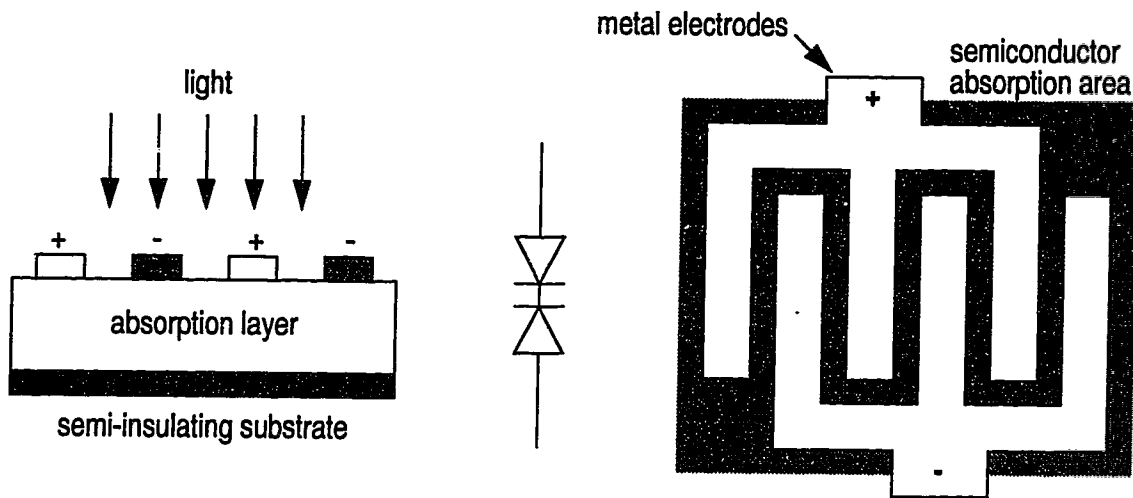 light
+ - + -
absorption layer
semi-insulating substrate
metal electrodes
semiconductor
absorption area
+
-